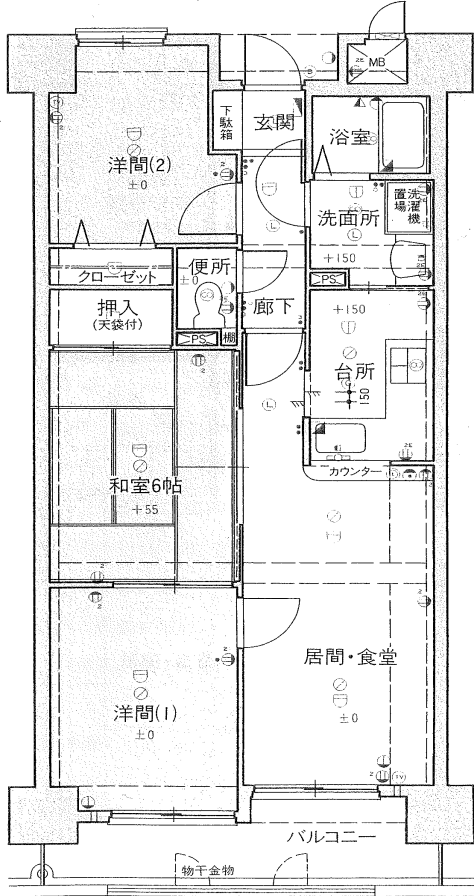 MB
下駄箱
玄関
浴室
洋間(2)
±0
洗面所
洗濯機置場
+150
クローゼット
便所
±0
PS
押入
(天袋付)
廊下
+150
PS
棚
台所
150
和室6帖
+55
カウンター
洋間(1)
±0
居間・食堂
±0
バルコニー
物干金物